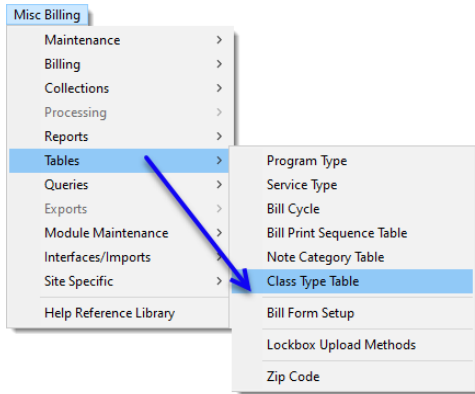 Misc Billing
Maintenance
Billing
Collections
Processing
Reports
Tables
Queries
Exports
Module Maintenance
Interfaces/Imports
Site Specific
Help Reference Library
Program Type
Service Type
Bill Cycle
Bill Print Sequence Table
Note Category Table
Class Type Table
Bill Form Setup
Lockbox Upload Methods
Zip Code